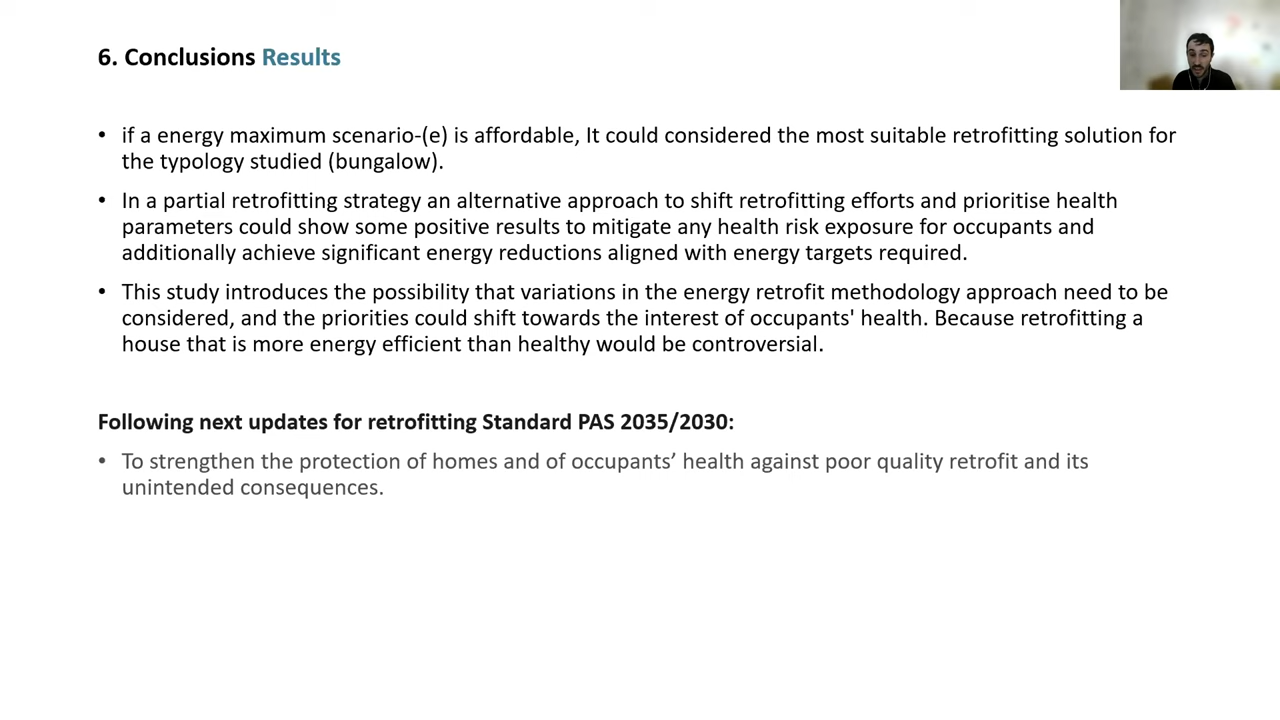 6. Conclusions Results
• if a energy maximum scenario-(e) is affordable, It could considered the most suitable retrofitting solution for
the typology studied (bungalow).
• In a partial retrofitting strategy an alternative approach to shift retrofitting efforts and prioritise health
parameters could show some positive results to mitigate any health risk exposure for occupants and
additionally achieve significant energy reductions aligned with energy targets required.
• This study introduces the possibility that variations in the energy retrofit methodology approach need to be
considered, and the priorities could shift towards the interest of occupants' health. Because retrofitting a
house that is more energy efficient than healthy would be controversial.
Following next updates for retrofitting Standard PAS 2035/2030:
• To strengthen the protection of homes and of occupants’ health against poor quality retrofit and its
unintended consequences.